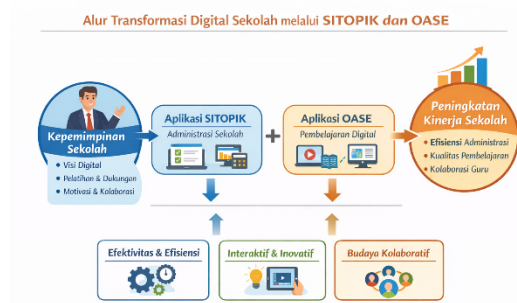 Alur Transformasi Digital Sekolah melalui SITOPIK dan OASE
Kepemimpinan
Sekolah
• Visi Digital
• Pelatihan & Dukungan
• Motivasi & Kolaborasi
Aplikasi SITOPIK
Administrasi Sekolah
+
Aplikasi OASE
Pembelajaran Digital
Peningkatan
Kinerja Sekolah
• Efisiensi Administrasi
• Kualitas Pembelajaran
• Kolaborasi Guru
Efektivitas & Efisiensi
Interaktif & Inovatif
Budaya Kolaboratif